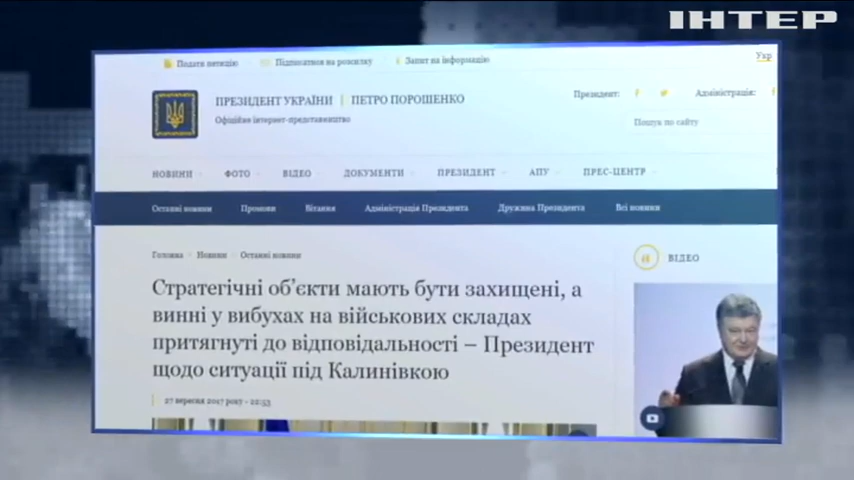 ІНТЕР
Подати петицію Підписатися на розсилку Запит на інформацію Укр
ПРЕЗИДЕНТ УКРАЇНИ | ПЕТРО ПОРОШЕНКО Президент: Адміністрація:
Офіційне інтернет-представництво Пошук по сайту
НОВИНИ ФОТО ВІДЕО ДОКУМЕНТИ ПРЕЗИДЕНТ АПУ ПРЕС-ЦЕНТР
Останні новини Промови Вітання Адміністрація Президента Дружина Президента Всі новини
Головна Новини Останні новини ВІДЕО
Стратегічні об'єкти мають бути захищені, а
винні у вибухах на військових складах
притягнуті до відповідальності – Президент
щодо ситуації під Калинівкою
27 вересня 2017 року - 22:53